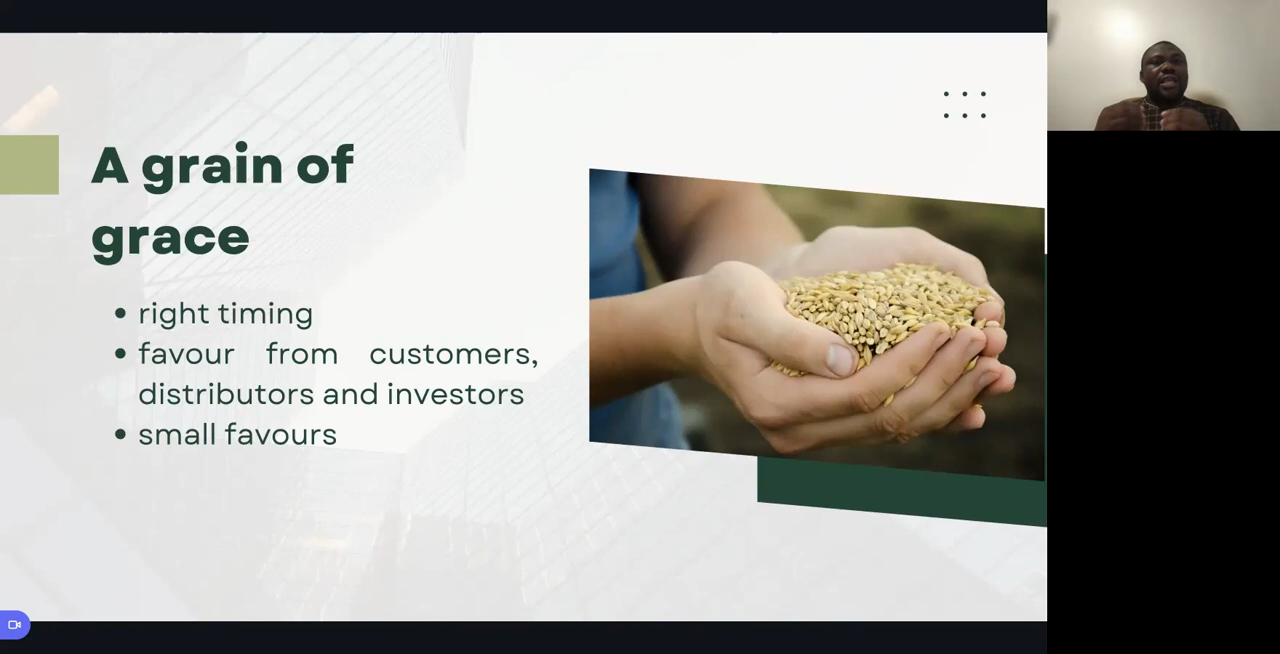 A grain of
grace
right timing
favour from customers,
distributors and investors
small favours